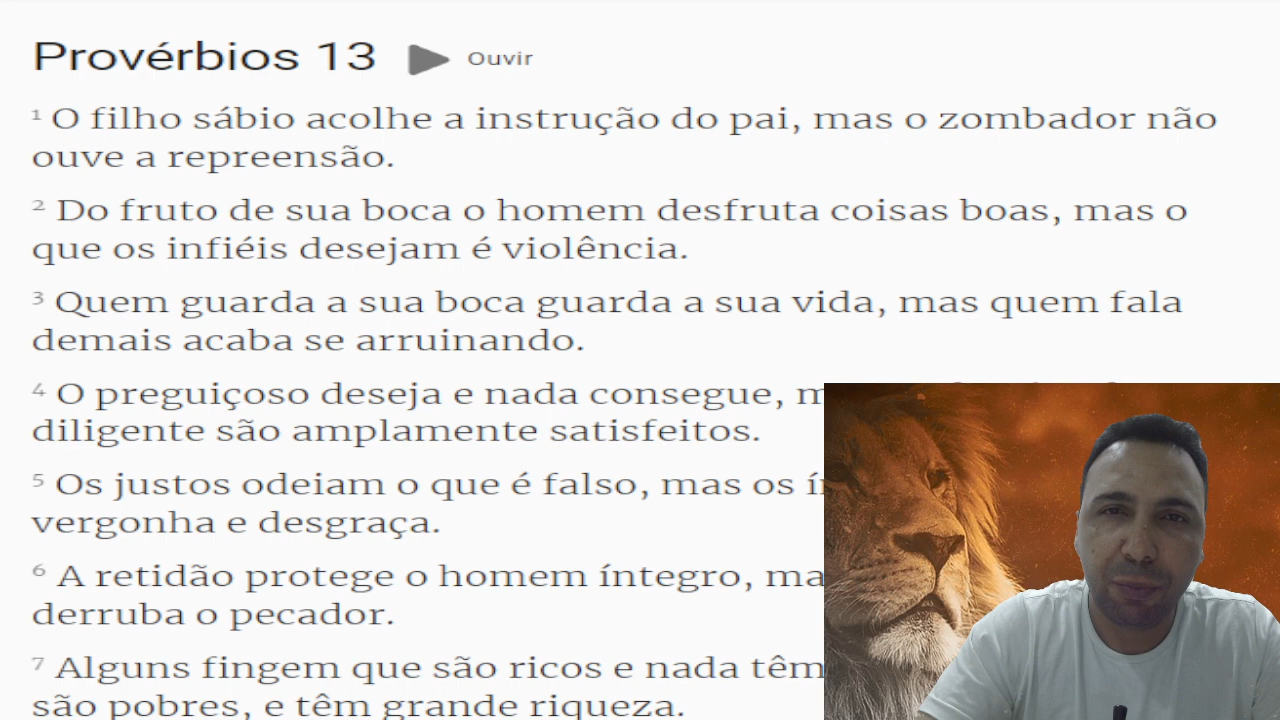 Provérbios 13 Ouvir
1 O filho sábio acolhe a instrução do pai, mas o zombador não
ouve a repreensão.
2 Do fruto de sua boca o homem desfruta coisas boas, mas o
que os infiéis desejam é violência.
3 Quem guarda a sua boca guarda a sua vida, mas quem fala
demais acaba se arruinando.
4 O preguiçoso deseja e nada consegue,
diligente são amplamente satisfeitos.
5 Os justos odeiam o que é falso, mas os
vergonha e desgraça.
6 A retidão protege o homem íntegro,
derruba o pecador.
7 Alguns fingem que são ricos e nada têm
são pobres, e têm grande riqueza.